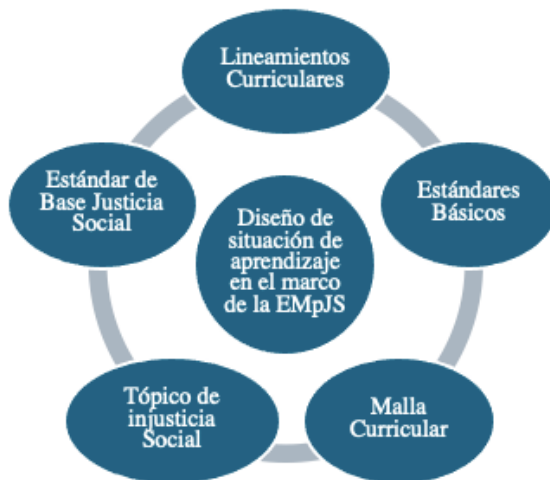 Lineamientos
Curriculares
Estándares
Básicos
Malla
Curricular
Tópico de
injusticia
Social
Estándar de
Base Justicia
Social
Diseño de
situación de
aprendizaje
en el marco
de la EMpJS